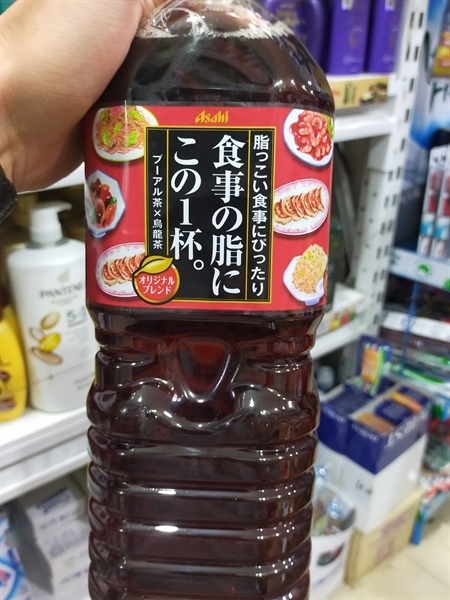 Asahi
脂っこい食事にぴったり
食事の脂に
この1杯。
プーアル茶×烏龍茶
オリジナル
ブレンド
PANTENE